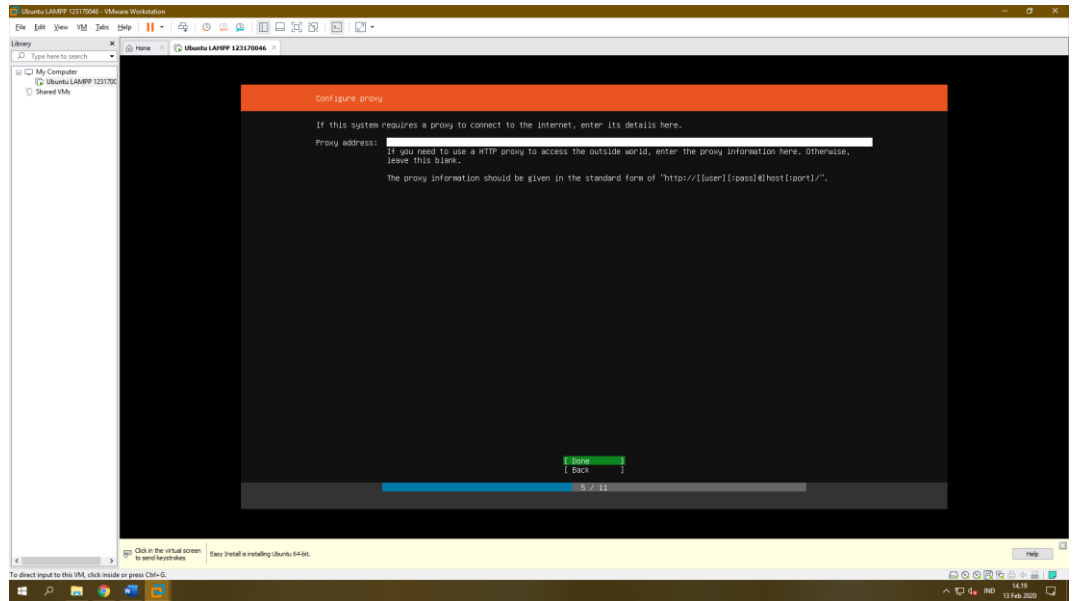 Ubuntu LAMPP 123170046 - VMware Workstation
File Edit View VM Tabs Help
Library
Type here to search
My Computer
Ubuntu LAMPP 123170
Shared VMs
Home
Ubuntu LAMPP 123170046
Configure proxy
If this system requires a proxy to connect to the internet, enter its details here.
Proxy address:
If you need to use a HTTP proxy to access the outside world, enter the proxy information here. Otherwise,
leave this blank.
The proxy information should be given in the standard form of "http://[[user][:pass]@]host[:port]/".
[ Done ]
[ Back ]
5 / 11
Click in the virtual screen
to send keystrokes
Easy Install is installing Ubuntu 64-bit.
Help
To direct input to this VM, click inside or press Ctrl+G.
IND
14.19
13 Feb 2020